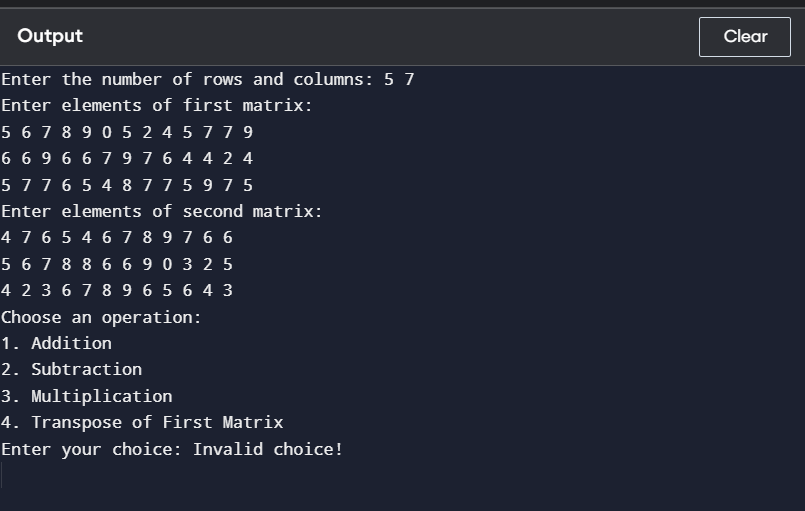 Output
Clear
Enter the number of rows and columns: 5 7
Enter elements of first matrix:
5 6 7 8 9 0 5 2 4 5 7 7 9
6 6 9 6 6 7 9 7 6 4 4 2 4
5 7 7 6 5 4 8 7 7 5 9 7 5
Enter elements of second matrix:
4 7 6 5 4 6 7 8 9 7 6 6
5 6 7 8 8 6 6 9 0 3 2 5
4 2 3 6 7 8 9 6 5 6 4 3
Choose an operation:
1. Addition
2. Subtraction
3. Multiplication
4. Transpose of First Matrix
Enter your choice: Invalid choice!